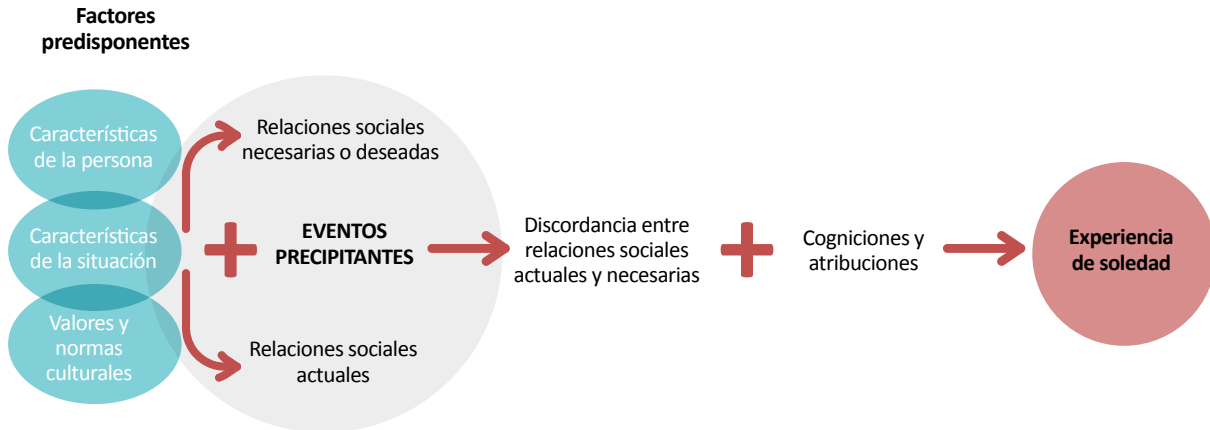 Factores
predisponentes
Características
de la persona
Características
de la situación
Valores y
normas
culturales
Relaciones sociales
necesarias o deseadas
EVENTOS
PRECIPITANTES
Relaciones sociales
actuales
Discordancia entre
relaciones sociales
actuales y necesarias
Cogniciones y
atribuciones
Experiencia
de soledad